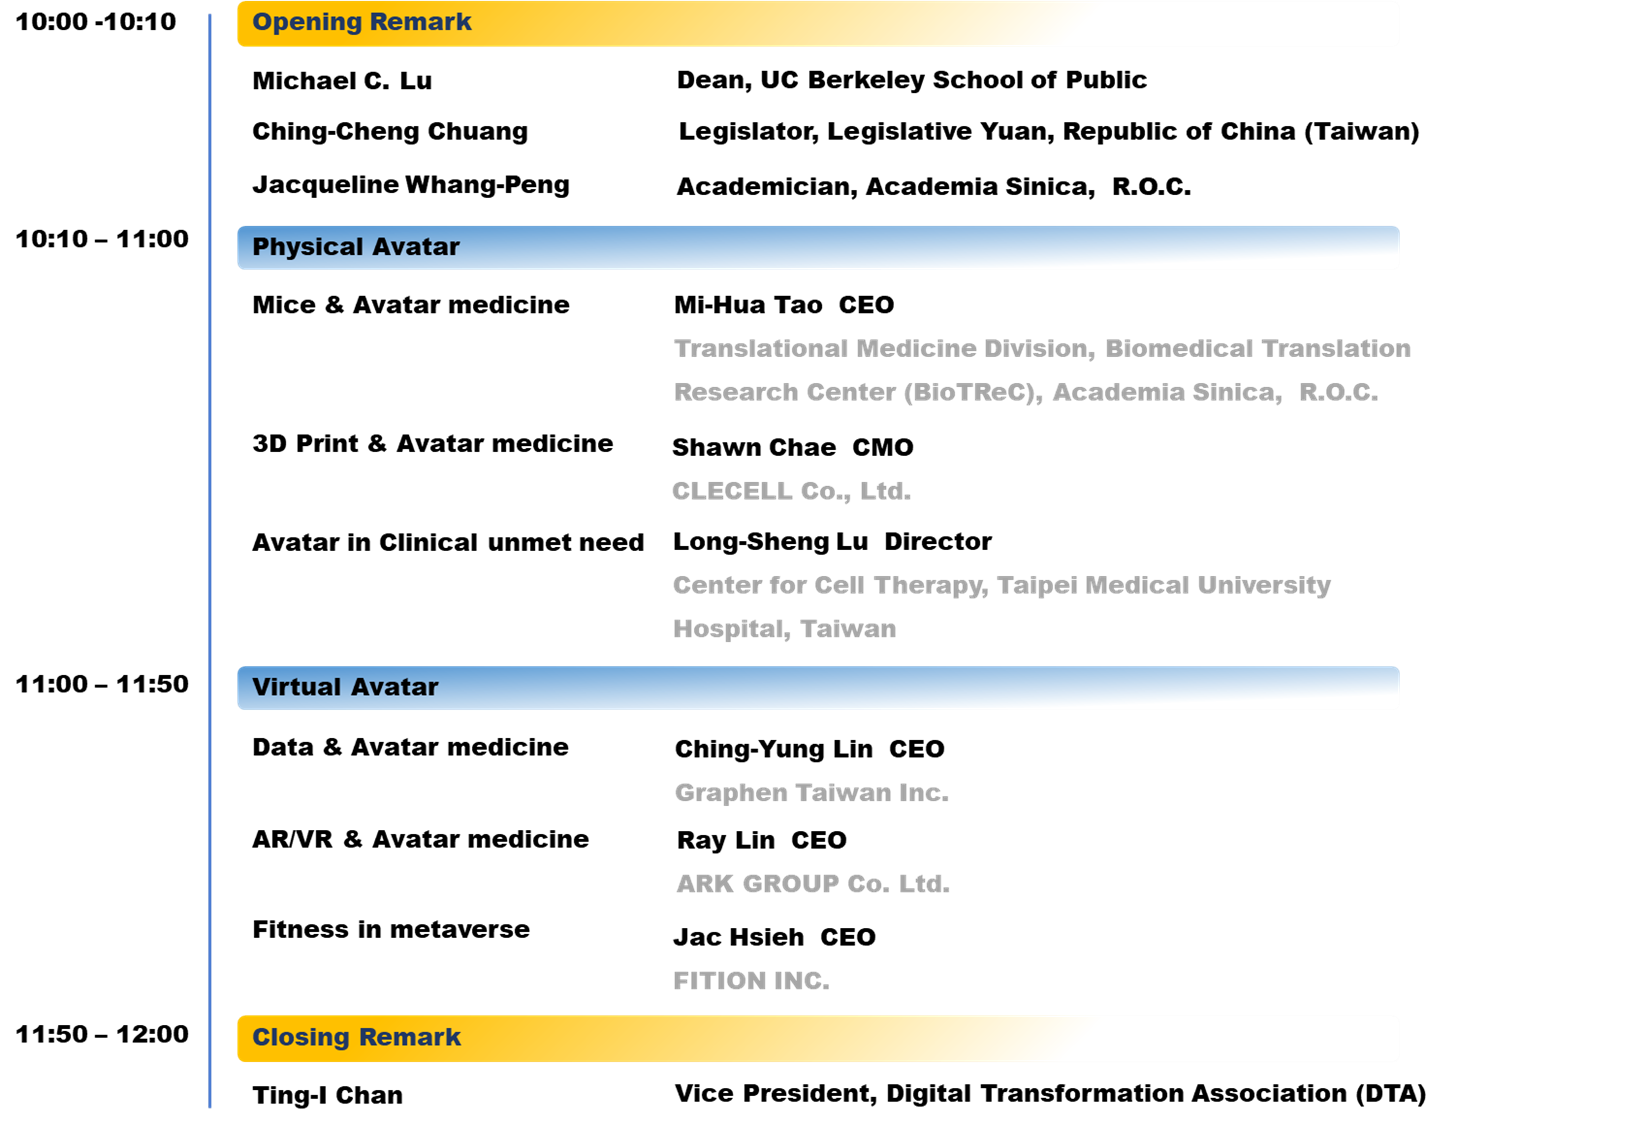 10:00 -10:10 Opening Remark
Michael C. Lu Dean, UC Berkeley School of Public
Ching-Cheng Chuang Legislator, Legislative Yuan, Republic of China (Taiwan)
Jacqueline Whang-Peng Academician, Academia Sinica, R.O.C.
10:10 – 11:00 Physical Avatar
Mice & Avatar medicine Mi-Hua Tao CEO
Translational Medicine Division, Biomedical Translation
Research Center (BioTReC), Academia Sinica, R.O.C.
3D Print & Avatar medicine Shawn Chae CMO
CLECELL Co., Ltd.
Avatar in Clinical unmet need Long-Sheng Lu Director
Center for Cell Therapy, Taipei Medical University
Hospital, Taiwan
11:00 – 11:50 Virtual Avatar
Data & Avatar medicine Ching-Yung Lin CEO
Graphen Taiwan Inc.
AR/VR & Avatar medicine Ray Lin CEO
ARK GROUP Co. Ltd.
Fitness in metaverse Jac Hsieh CEO
FITION INC.
11:50 – 12:00 Closing Remark
Ting-I Chan Vice President, Digital Transformation Association (DTA)